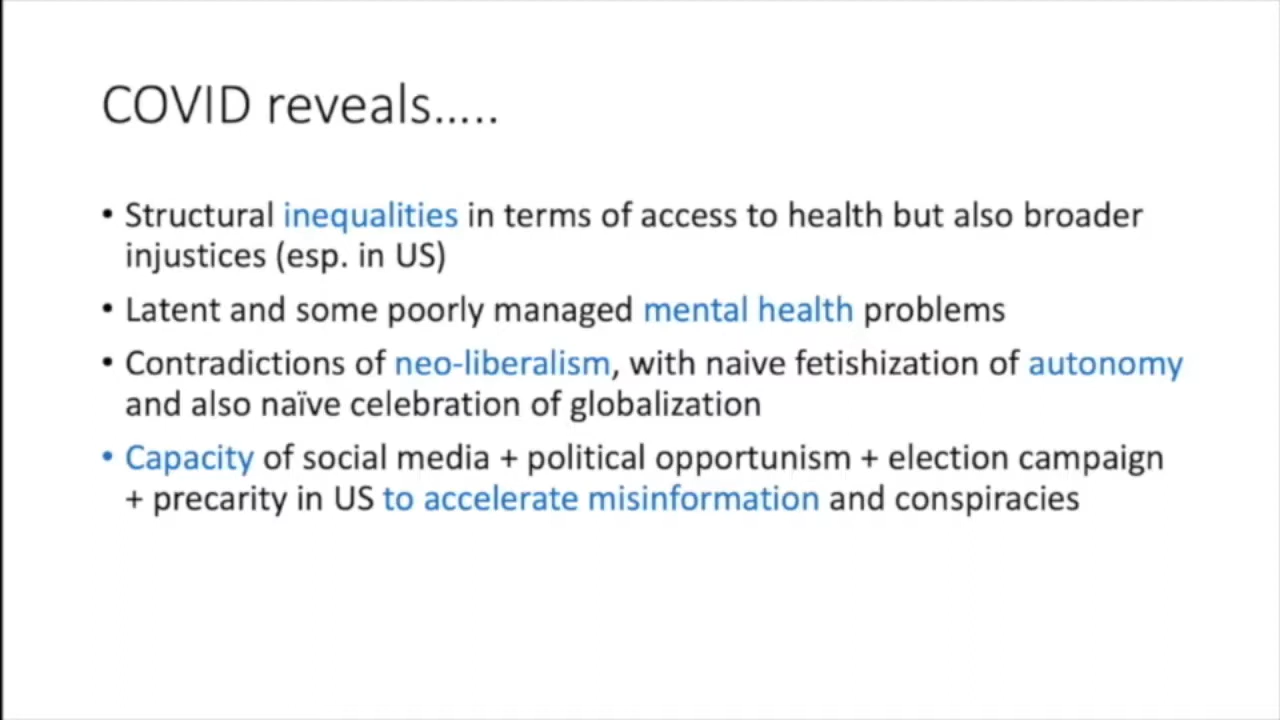 COVID reveals.....
• Structural inequalities in terms of access to health but also broader
injustices (esp. in US)
• Latent and some poorly managed mental health problems
• Contradictions of neo-liberalism, with naive fetishization of autonomy
and also naïve celebration of globalization
• Capacity of social media + political opportunism + election campaign
+ precarity in US to accelerate misinformation and conspiracies